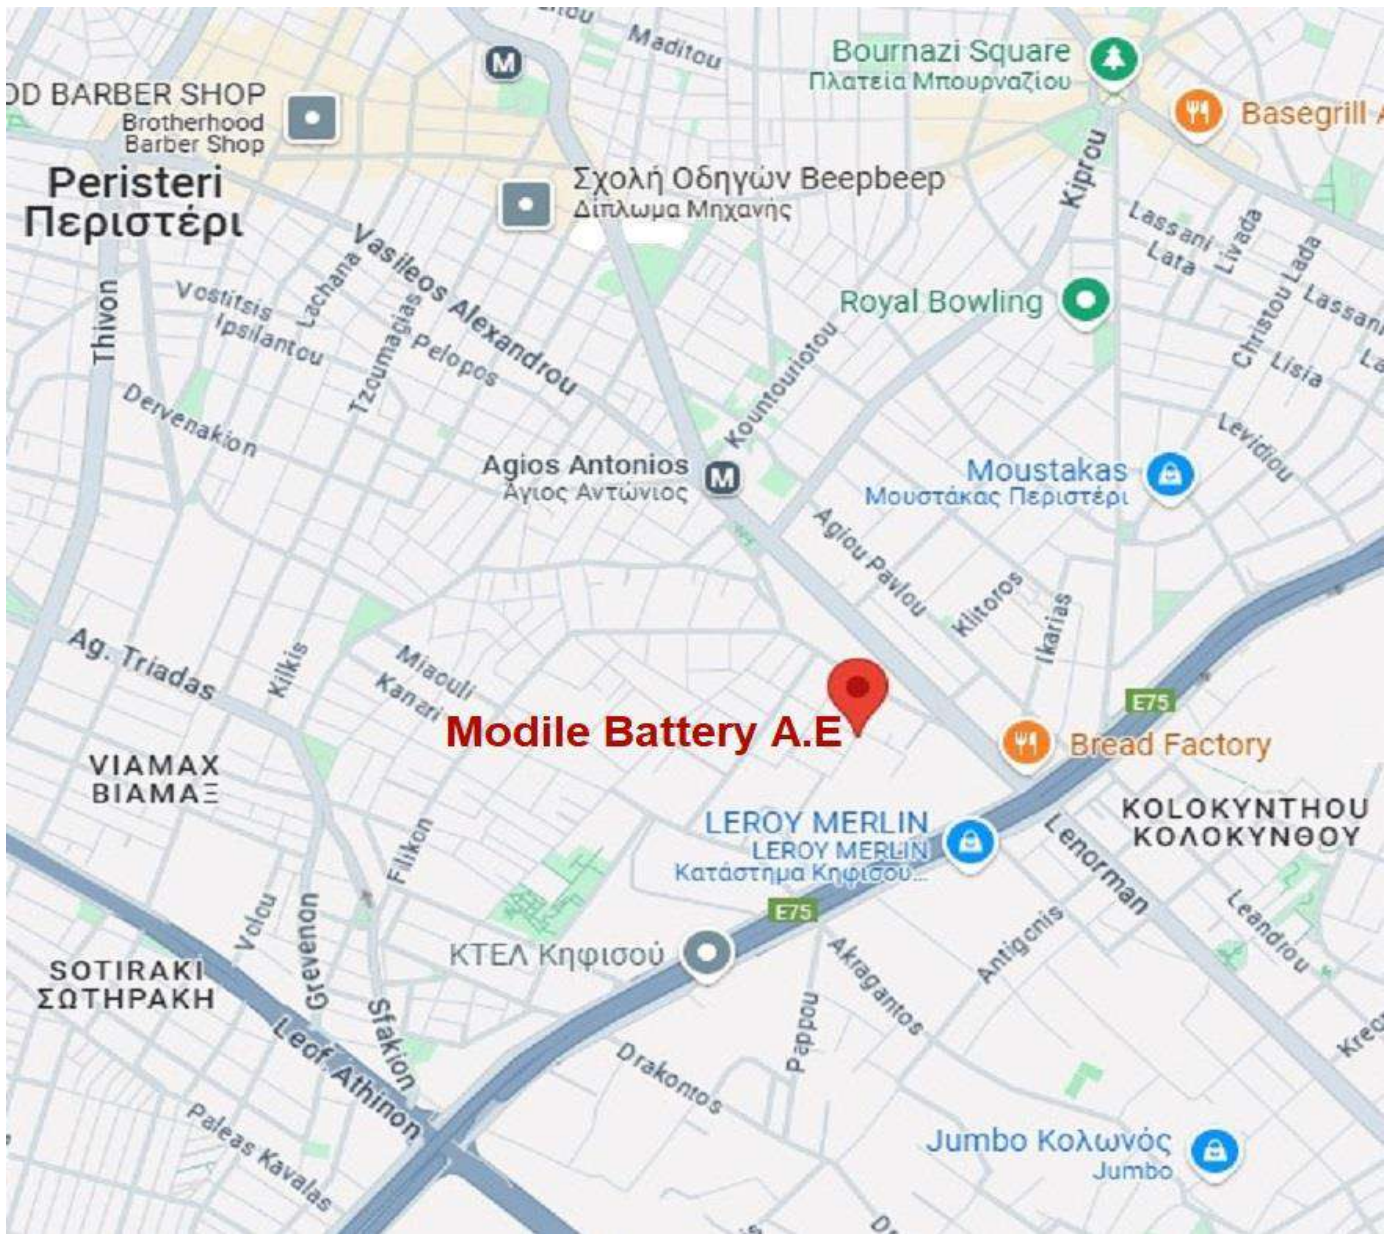 Maditou
Bournazi Square
Πλατεία Μπουρναζίου
OD BARBER SHOP
Brotherhood
Barber Shop
M
Basegrill
Peristeri
Περιστέρι
Σχολή Οδηγών Beepbeep
Δίπλωμα Μηχανής
Kiprou
Lassani
Livada
Lata
Vasileos Alexandrou
Thivon
Vostitsis
Lachana
Ipsilantou
Tzoumagias
Pelopos
Royal Bowling
Christou Lada
Lassani
Lisia
La
Dervenakion
Kountouriotou
Levidiou
Agios Antonios
Άγιος Αντώνιος
M
Moustakas
Μουστάκας Περιστέρι
Agiou Pavlou
Klitoros
Ikarias
Ag. Triadas
Kilkis
Miaouli
Kanari
Modile Battery A.E
E75
Bread Factory
VIAMAX
ΒΙΑΜΑΞ
KOLOKYNTHOU
ΚΟΛΟΚΥΝΘΟΥ
LEROY MERLIN
LEROY MERLIN
Κατάστημα Κηφισού...
Lenorman
Filikon
E75
Volou
Grevenon
ΚΤΕΛ Κηφισού
Akragantos
Antigonis
Leandrou
SOTIRAKI
ΣΩΤΗΡΑΚΗ
Sfakion
Leof. Athinon
Pappou
Drakontos
Kreo
Paleas Kavalas
Jumbo Κολωνός
Jumbo